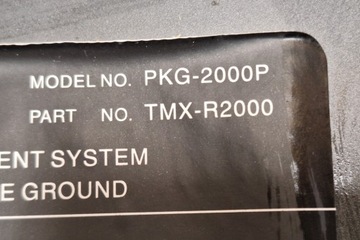 MODEL NO. PKG-2000P
PART NO. TMX-R2000
ENT SYSTEM
E GROUND